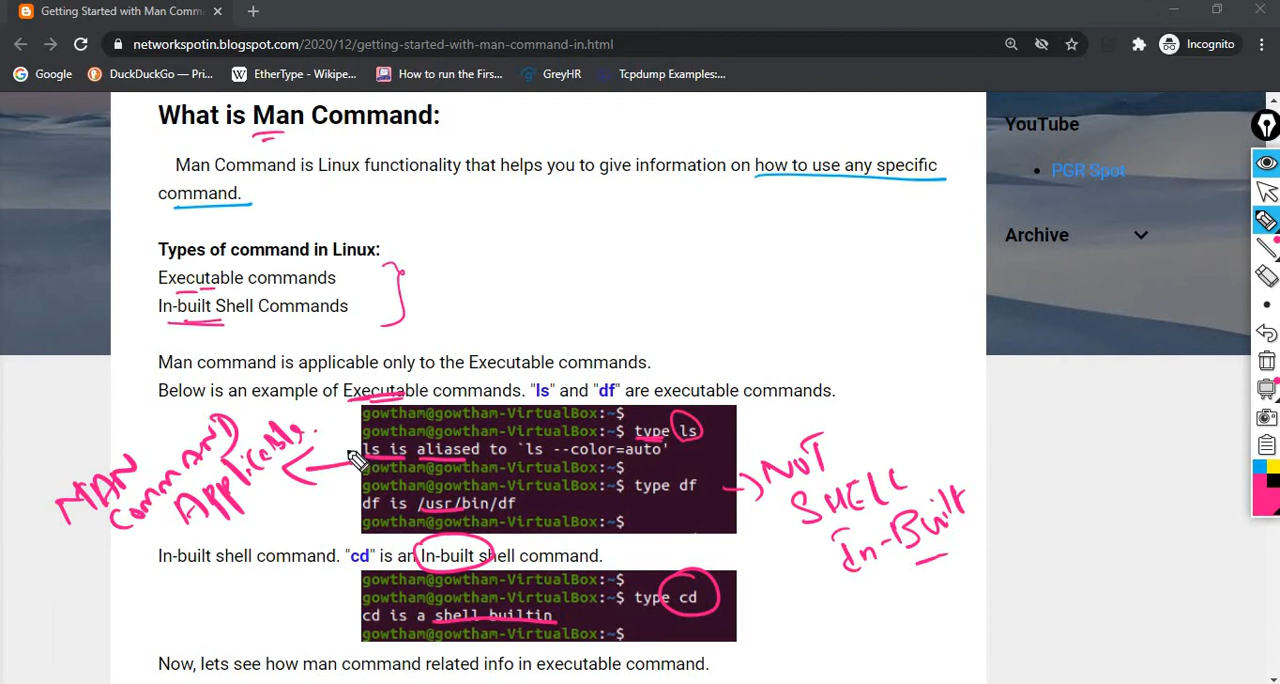 Getting Started with Man Comm
networkspotin.blogspot.com/2020/12/getting-started-with-man-command-in.html
Incognito
Google
DuckDuckGo — Pri...
EtherType - Wikipe...
How to run the Firs...
GreyHR
Tcpdump Examples:...
What is Man Command:
Man Command is Linux functionality that helps you to give information on how to use any specific
command.
Types of command in Linux:
Executable commands
In-built Shell Commands
Man command is applicable only to the Executable commands.
Below is an example of Executable commands. "ls" and "df" are executable commands.
gowtham@gowtham-VirtualBox:~$
gowtham@gowtham-VirtualBox:~$ type ls
ls is aliased to `ls --color=auto'
gowtham@gowtham-VirtualBox:~$
gowtham@gowtham-VirtualBox:~$ type df
df is /usr/bin/df
gowtham@gowtham-VirtualBox:~$
MAN
COMMAND
Applicable.
NOT
SHELL
In-Built
In-built shell command. "cd" is an In-built shell command.
gowtham@gowtham-VirtualBox:~$
gowtham@gowtham-VirtualBox:~$ type cd
cd is a shell builtin
gowtham@gowtham-VirtualBox:~$
Now, lets see how man command related info in executable command.
YouTube
PGR Spot
Archive